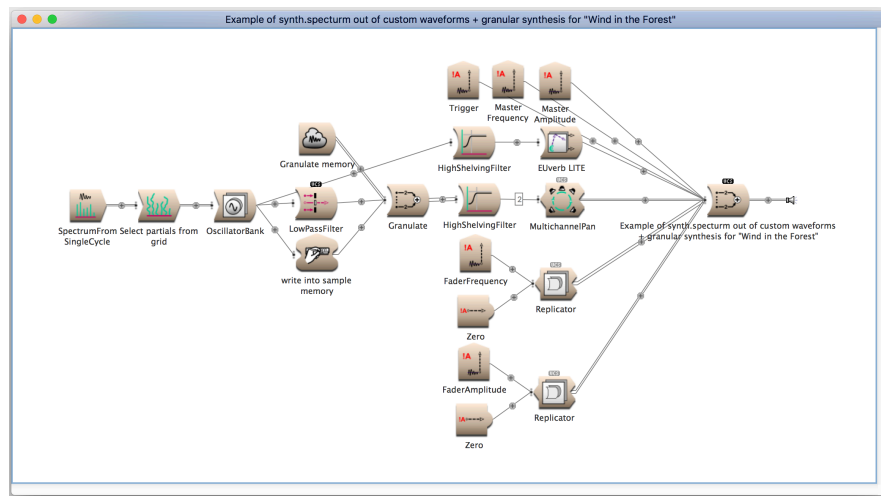 Example of synth.specturm out of custom waveforms + granular synthesis for "Wind in the Forest"
!A
!A
!A
Trigger
Master
Frequency
Master
Amplitude
Granulate memory
HighShelvingFilter
EUverb LITE
SpectrumFrom
SingleCycle
Select partials from
grid
OscillatorBank
LowPassFilter
Granulate
HighShelvingFilter
2
MultichannelPan
Example of synth.specturm out of custom waveforms
+ granular synthesis for "Wind in the Forest"
write into sample
memory
!A
FaderFrequency
Replicator
!A
Zero
!A
FaderAmplitude
Replicator
!A
Zero